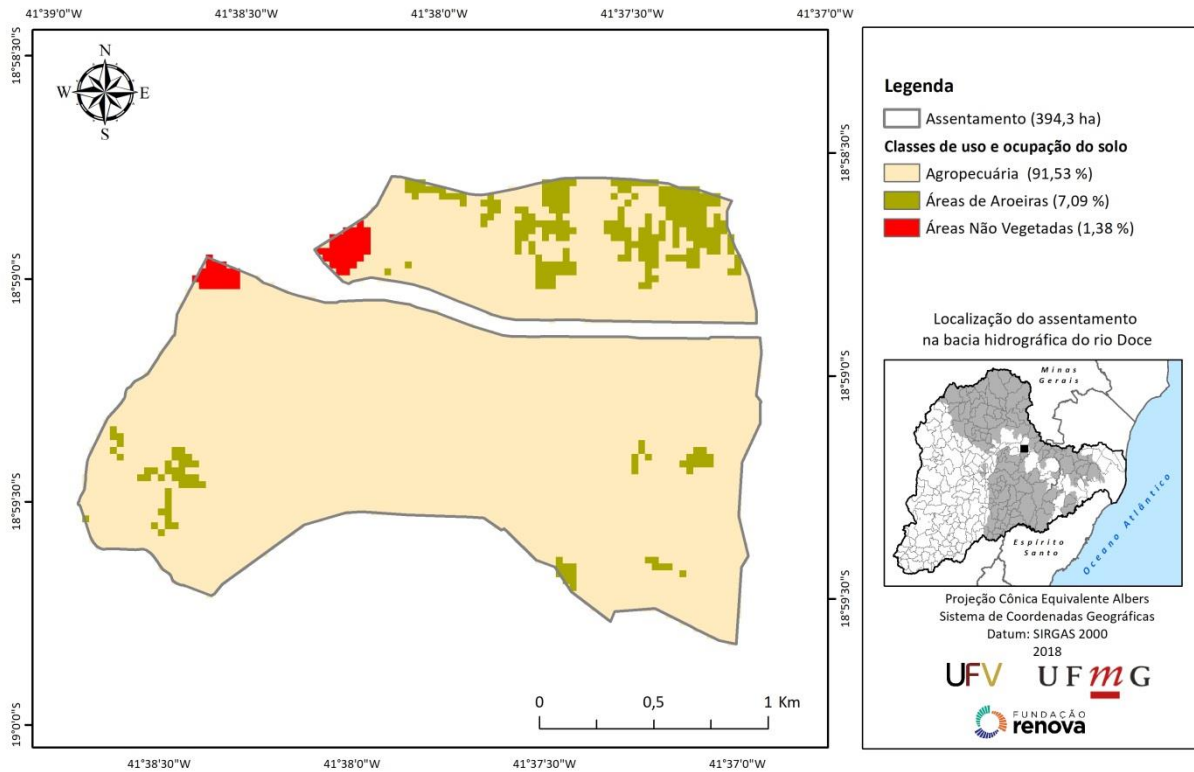 41°39'0"W
41°38'30"W
41°38'0"W
41°37'30"W
41°37'0"W
18°58'30"S
18°59'0"S
18°59'30"S
19°0'0"S
N
W
E
S
18°58'30"S
18°59'0"S
18°59'30"S
0
0,5
1 Km
41°38'30"W
41°38'0"W
41°37'30"W
41°37'0"W
Legenda
Assentamento (394,3 ha)
Classes de uso e ocupação do solo
Agropecuária (91,53 %)
Áreas de Aroeiras (7,09 %)
Áreas Não Vegetadas (1,38 %)
Localização do assentamento
na bacia hidrográfica do rio Doce
Minas
Gerais
Espírito
Santo
Oceano Atlântico
Projeção Cônica Equivalente Albers
Sistema de Coordenadas Geográficas
Datum: SIRGAS 2000
2018
UFV
UFmG
FUNDAÇÃO
renova